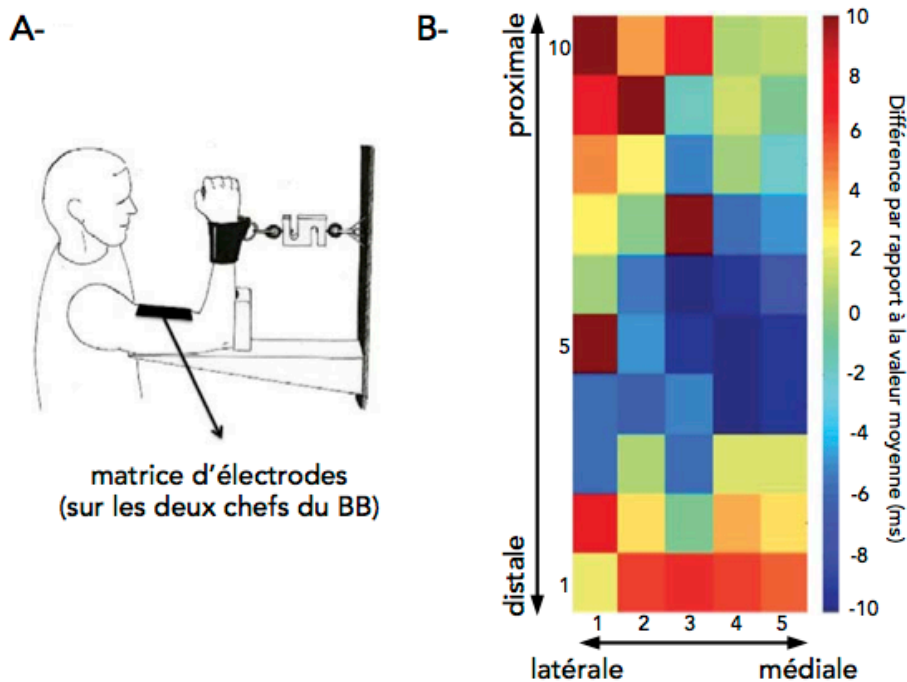 A-
matrice d'électrodes
(sur les deux chefs du BB)
B-
proximale
distale
10
5
1
1 2 3 4 5
latérale médiale
10
8
6
4
2
0
-2
-4
-6
-8
-10
Différence par rapport à la valeur moyenne (ms)